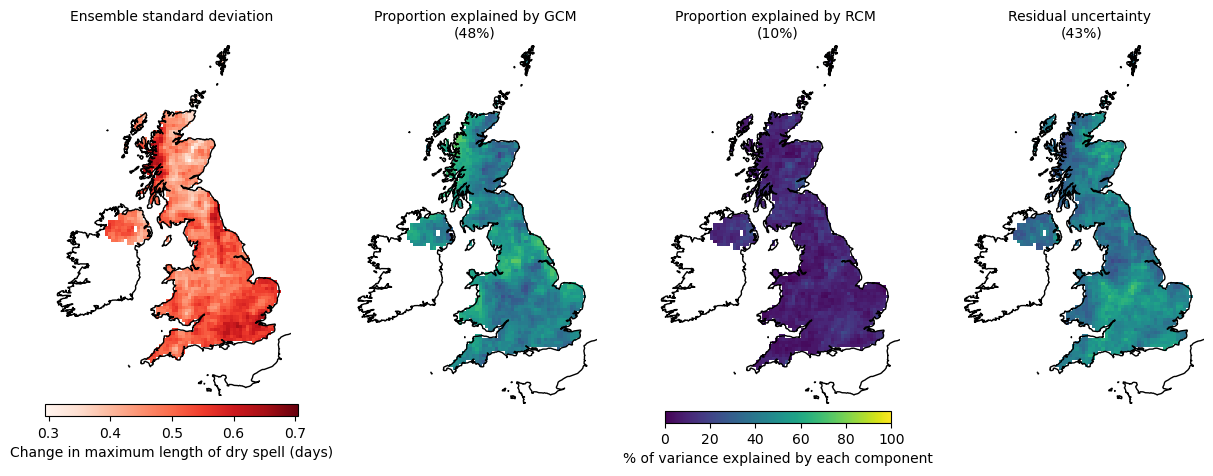 Ensemble standard deviation
Proportion explained by GCM
(48%)
Proportion explained by RCM
(10%)
Residual uncertainty
(43%)
0.3 0.4 0.5 0.6 0.7
Change in maximum length of dry spell (days)
0 20 40 60 80 100
% of variance explained by each component